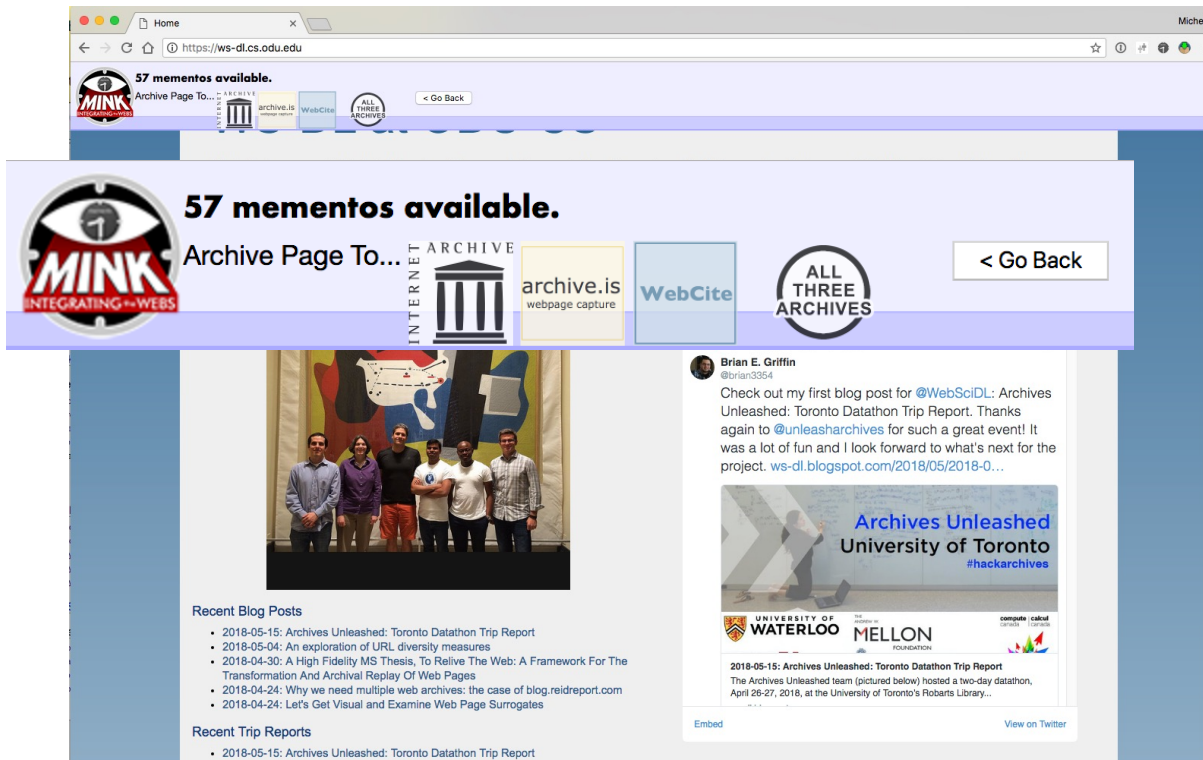 Home
Miche
https://ws-dl.cs.odu.edu
57 mementos available.
Archive Page To...
INTERNET ARCHIVE
archive.is
webpage capture
WebCite
ALL
THREE
ARCHIVES
< Go Back
MINK
INTEGRATING the WEBS
57 mementos available.
Archive Page To...
INTERNET ARCHIVE
archive.is
webpage capture
WebCite
ALL
THREE
ARCHIVES
< Go Back
MINK
INTEGRATING the WEBS
Brian E. Griffin
@brian3354
Check out my first blog post for @WebSciDL: Archives
Unleashed: Toronto Datathon Trip Report. Thanks
again to @unleasharchives for such a great event! It
was a lot of fun and I look forward to what's next for the
project. ws-dl.blogspot.com/2018/05/2018-0…
Archives Unleashed
University of Toronto
#hackarchives
UNIVERSITY OF
WATERLOO
THE
ANDREW W.
MELLON
FOUNDATION
compute | calcul
canada | canada
2018-05-15: Archives Unleashed: Toronto Datathon Trip Report
The Archives Unleashed team (pictured below) hosted a two-day datathon,
April 26-27, 2018, at the University of Toronto's Robarts Library...
Embed
View on Twitter
Recent Blog Posts
2018-05-15: Archives Unleashed: Toronto Datathon Trip Report
2018-05-04: An exploration of URL diversity measures
2018-04-30: A High Fidelity MS Thesis, To Relive The Web: A Framework For The
Transformation And Archival Replay Of Web Pages
2018-04-24: Why we need multiple web archives: the case of blog.reidreport.com
2018-04-24: Let's Get Visual and Examine Web Page Surrogates
Recent Trip Reports
2018-05-15: Archives Unleashed: Toronto Datathon Trip Report